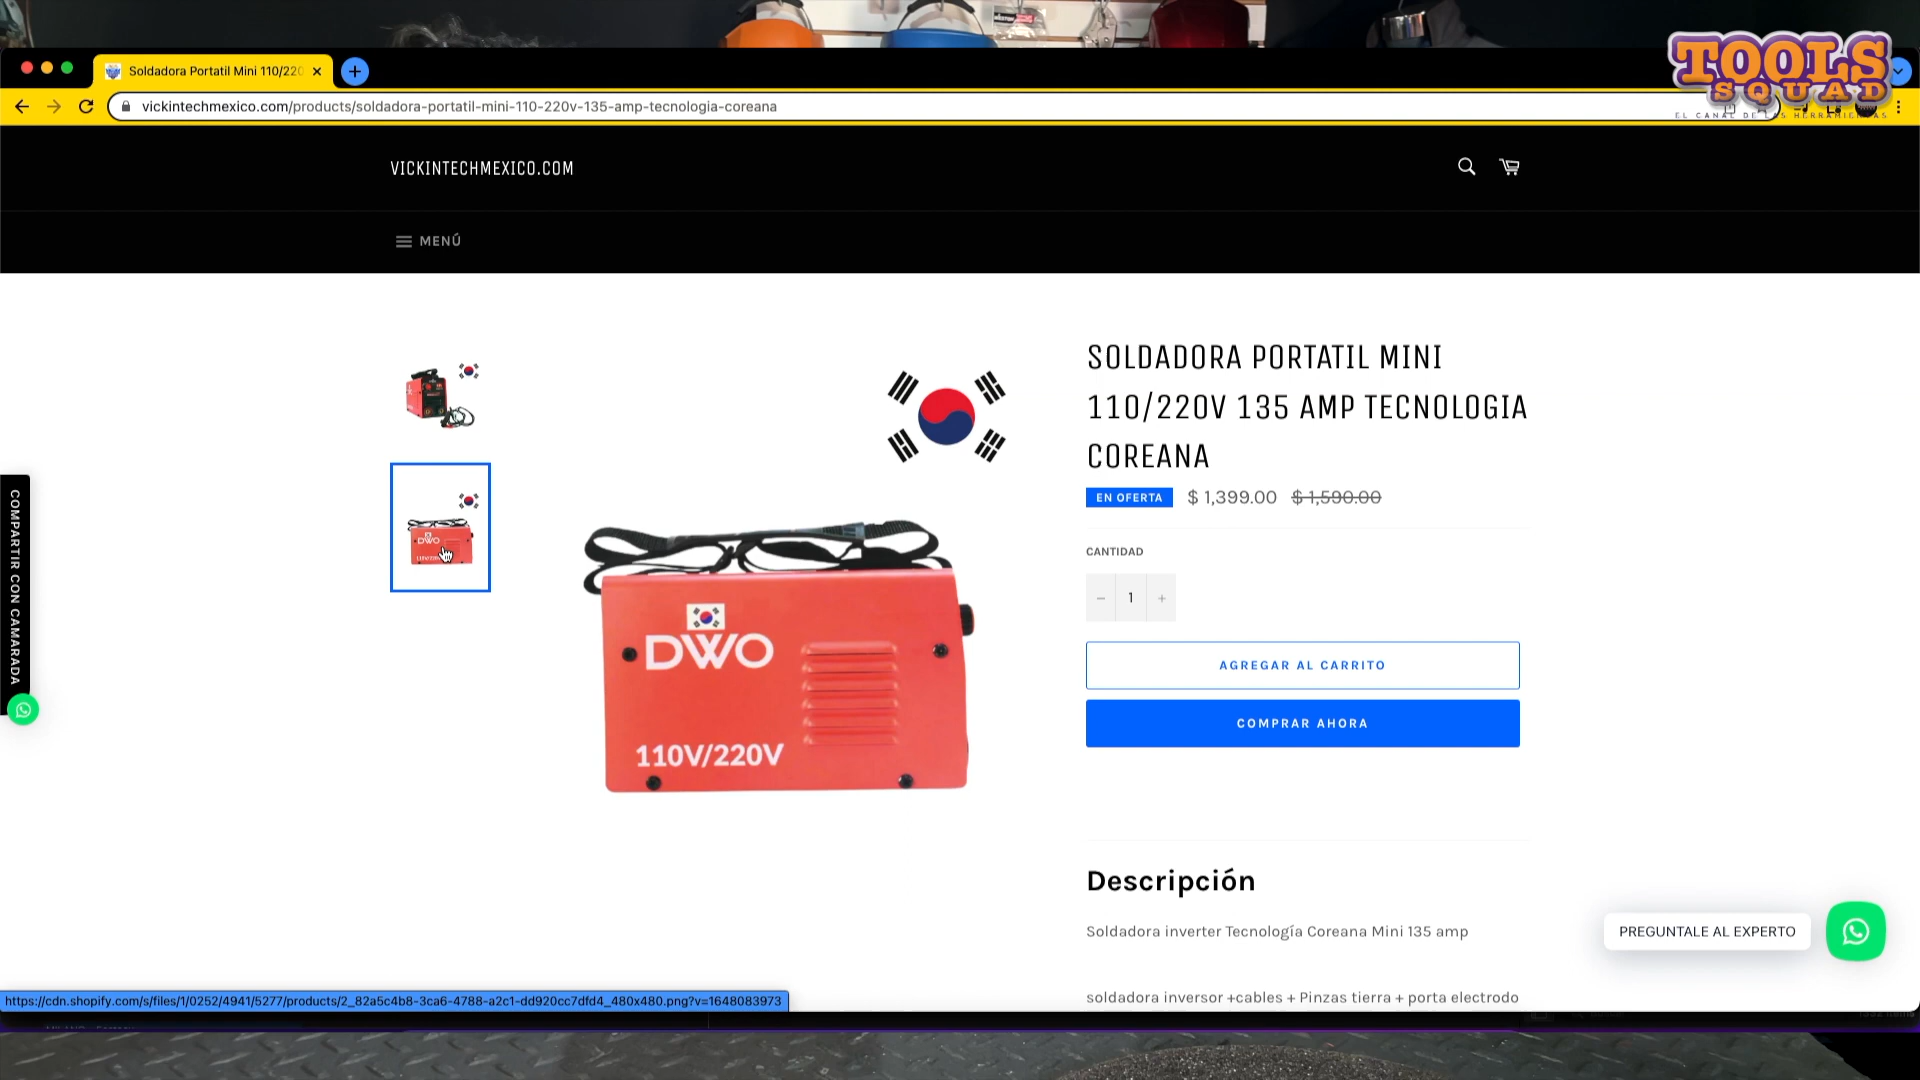 TOOLS
SQUAD
EL CANAL DE LAS HERRAMIENTAS
Soldadora Portatil Mini 110/220
vickintechmexico.com/products/soldadora-portatil-mini-110-220v-135-amp-tecnologia-coreana
VICKINTECHMEXICO.COM
MENÚ
SOLDADORA PORTATIL MINI
110/220V 135 AMP TECNOLOGIA
COREANA
EN OFERTA $ 1,399.00 $ 1,590.00
CANTIDAD
− 1 +
AGREGAR AL CARRITO
COMPRAR AHORA
DWO
110V/220V
DWO
COMPARTIR CON CAMARADA
Descripción
Soldadora inverter Tecnología Coreana Mini 135 amp
soldadora inversor +cables + Pinzas tierra + porta electrodo
PREGUNTALE AL EXPERTO
https://cdn.shopify.com/s/files/1/0252/4941/5277/products/2_82a5c4b8-3ca6-4788-a2c1-dd920cc7dfd4_480x480.png?v=1648083973